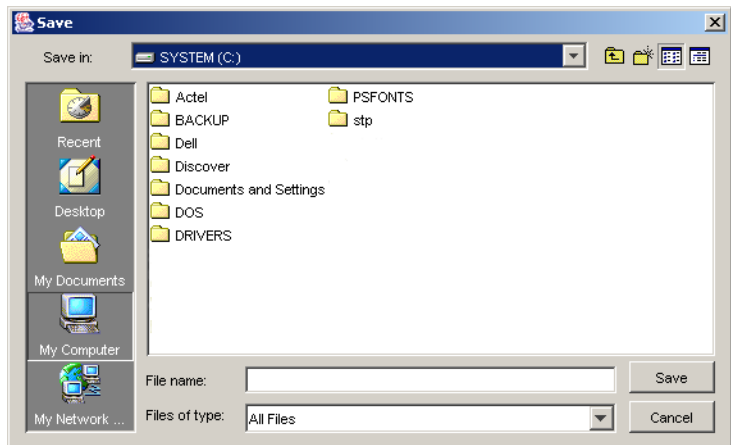 Save
Save in: SYSTEM (C:)
Recent
Desktop
My Documents
My Computer
My Network ...
Actel
BACKUP
Dell
Discover
Documents and Settings
DOS
DRIVERS
PSFONTS
stp
File name:
Save
Files of type: All Files
Cancel